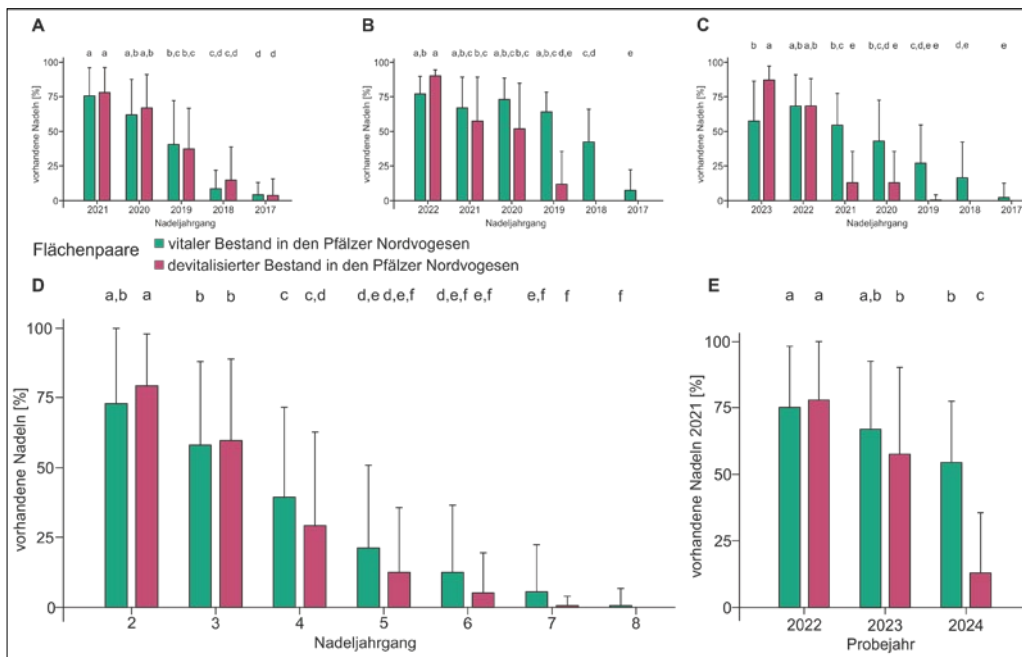 A
a a a,b a,b b,c b,c c,d c,d d d
100
75
50
25
0
vorhandene Nadeln [%]
2021 2020 2019 2018 2017
Nadeljahrgang
B
a,b a a,b,c b,c a,b,c b,c a,b,c d,e c,d e
100
75
50
25
0
vorhandene Nadeln [%]
2022 2021 2020 2019 2018 2017
Nadeljahrgang
C
b a a,b a,b b,c e b,c,d e c,d,e e d,e e
100
75
50
25
0
vorhandene Nadeln [%]
2023 2022 2021 2020 2019 2018 2017
Nadeljahrgang
Flächenpaare
vitaler Bestand in den Pfälzer Nordvogesen
devitalisierter Bestand in den Pfälzer Nordvogesen
D
a,b a b b c c,d d,e d,e,f d,e,f e,f e,f f f
100
75
50
25
0
vorhandene Nadeln [%]
2 3 4 5 6 7 8
Nadeljahrgang
E
a a a,b b b c
100
75
50
25
0
vorhandene Nadeln 2021 [%]
2022 2023 2024
Probejahr